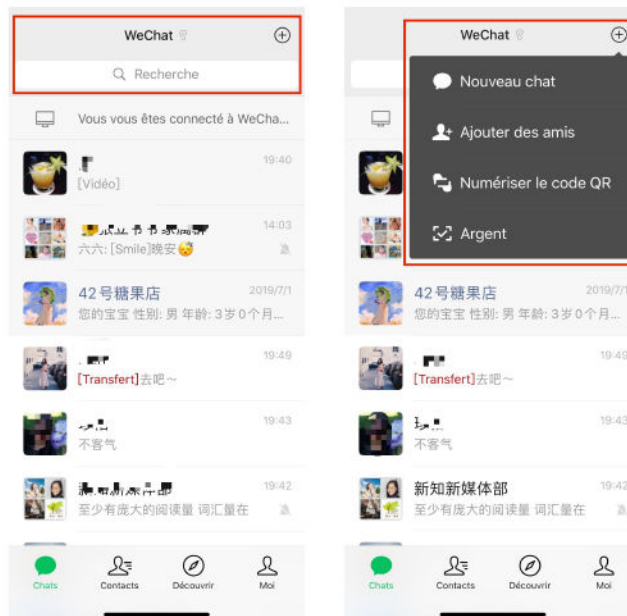 WeChat
Recherche
Vous vous êtes connecté à WeCha...
19:40
[Vidéo]
14:03
六六: [Smile]晚安😴
42号糖果店
2019/7/1
您的宝宝 性别: 男 年龄: 3岁0个月...
19:49
[Transfert]去吧~
19:43
不客气
19:42
至少有庞大的阅读量 词汇量在
Chats Contacts Découvrir Moi
WeChat
Nouveau chat
Ajouter des amis
Numériser le code QR
Argent
42号糖果店
2019/7/1
您的宝宝 性别: 男 年龄: 3岁0个月...
19:49
[Transfert]去吧~
19:43
不客气
新知新媒体部
19:42
至少有庞大的阅读量 词汇量在
Chats Contacts Découvrir Moi